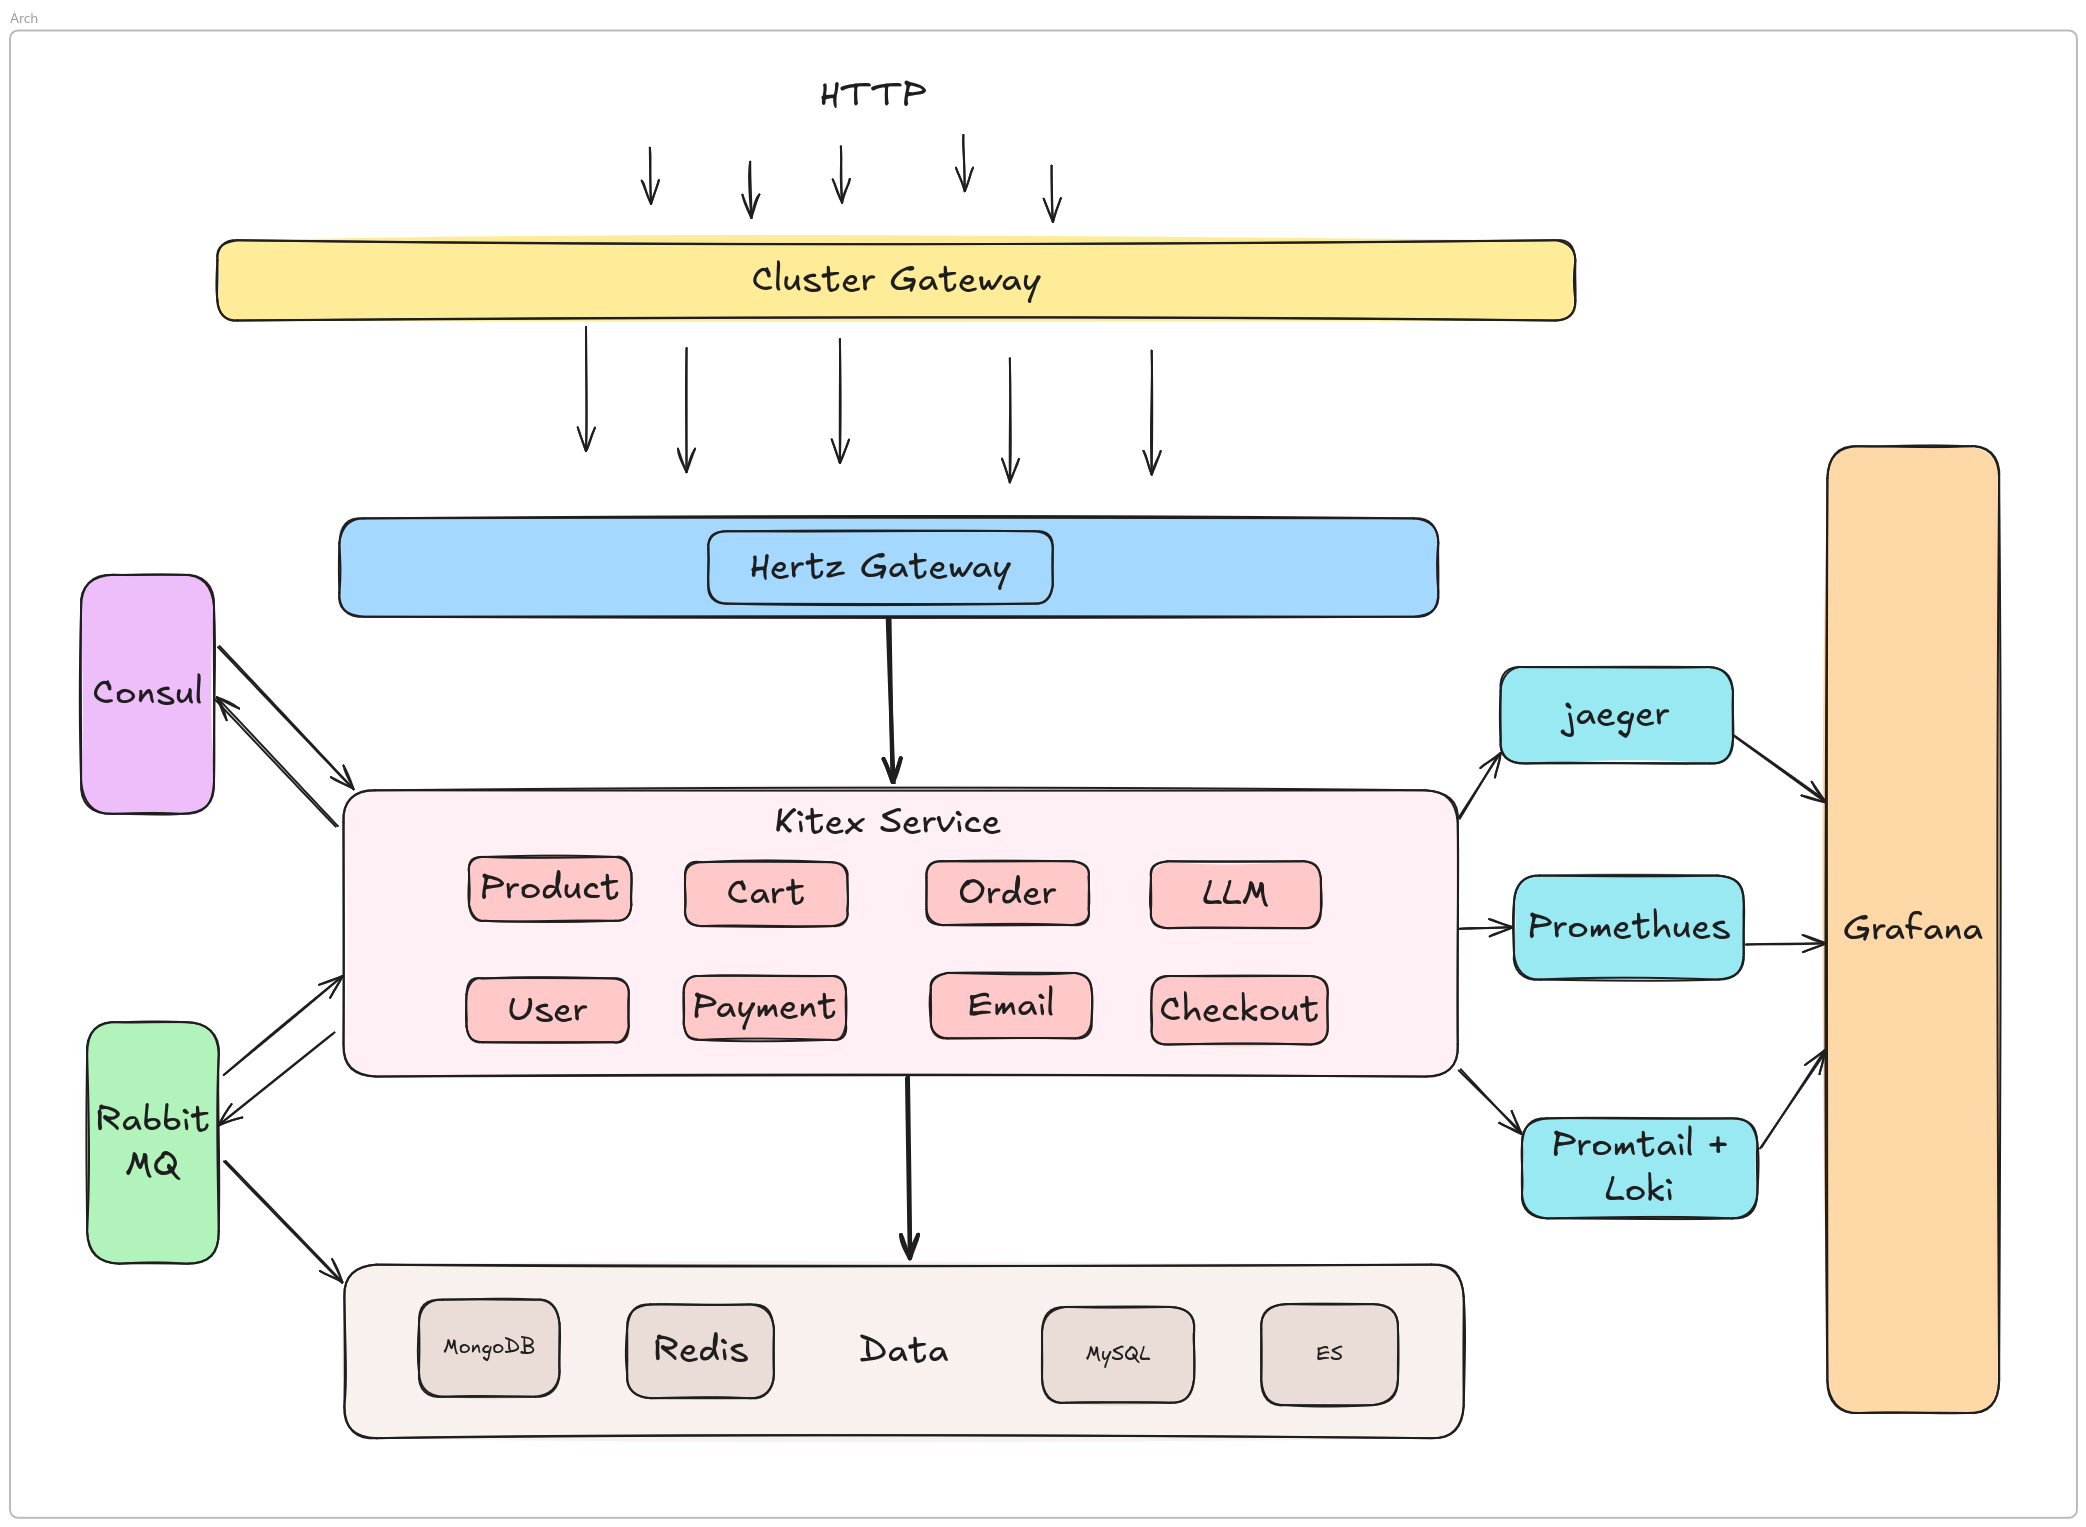 Arch
HTTP
Cluster Gateway
Hertz Gateway
Consul
jaeger
Kitex Service
Product
Cart
Order
LLM
Promethues
Grafana
User
Payment
Email
Checkout
Rabbit
MQ
Promtail +
Loki
MongoDB
Redis
Data
MySQL
ES